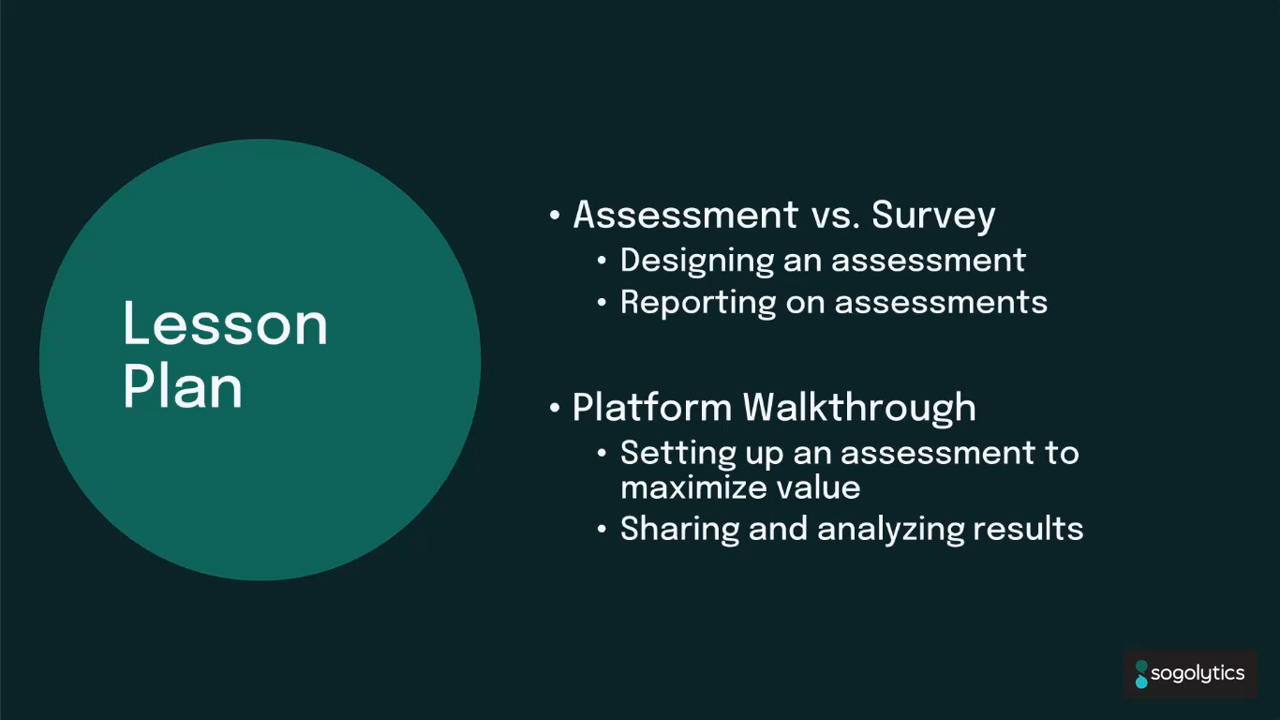 Lesson
Plan
• Assessment vs. Survey
• Designing an assessment
• Reporting on assessments
• Platform Walkthrough
• Setting up an assessment to
maximize value
• Sharing and analyzing results
sogolytics